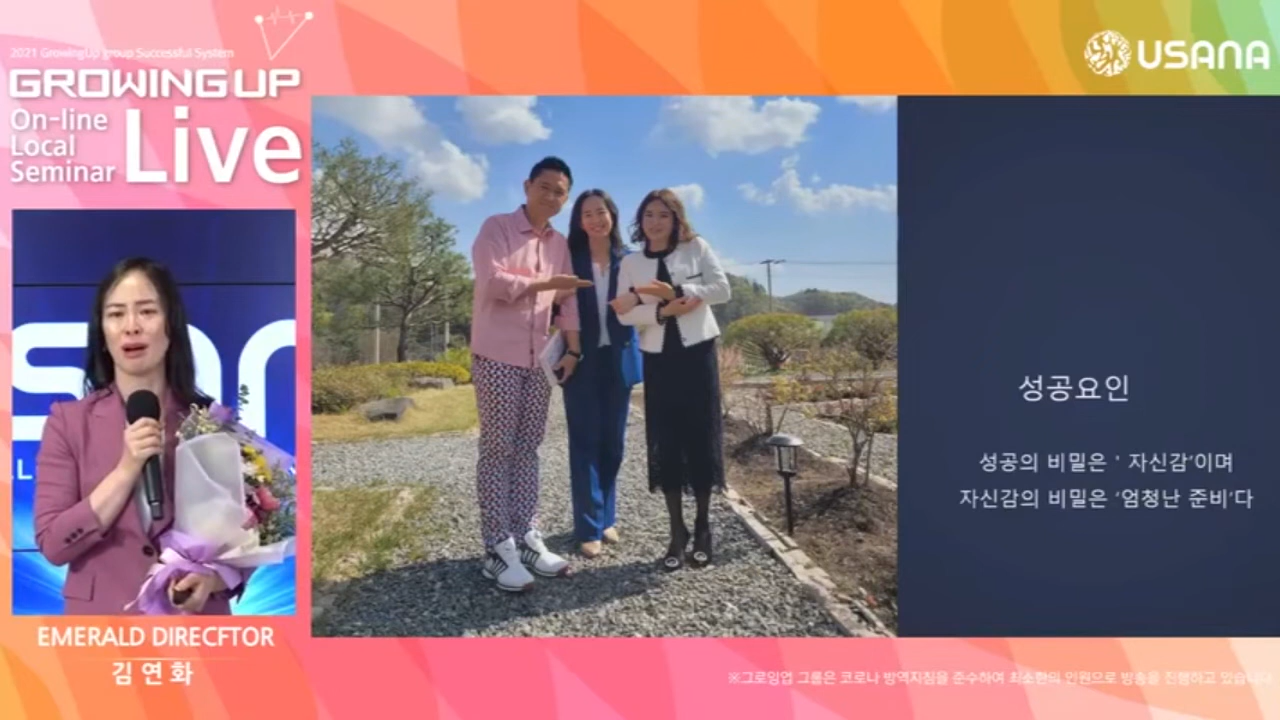 2021 GrowingUp group Successful System
GROWING UP
On-line
Local
Seminar
Live
USANA
성공요인
성공의 비밀은 ' 자신감'이며
자신감의 비밀은 '엄청난 준비'다
EMERALD DIRECFTOR
김연화
※그로잉업 그룹은 코로나 방역지침을 준수하여 최소한의 인원으로 방송을 진행하고 있습니다